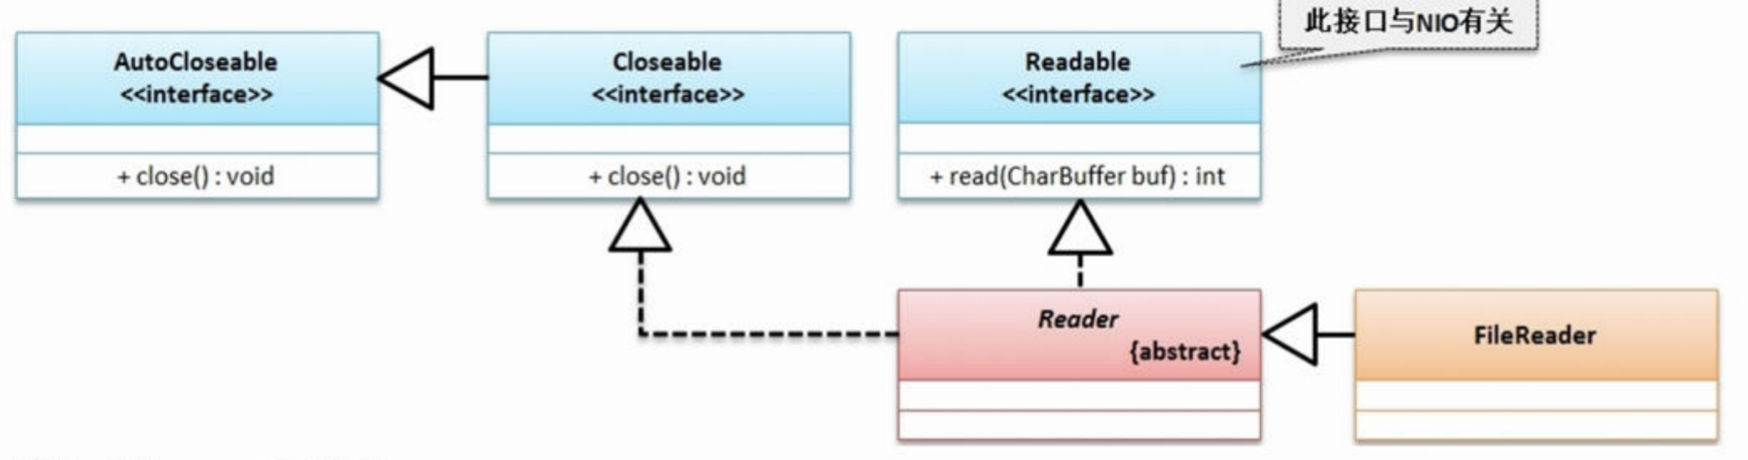 此接口与NIO有关
AutoCloseable
<<interface>>
+ close() : void
Closeable
<<interface>>
+ close() : void
Readable
<<interface>>
+ read(CharBuffer buf) : int
Reader
{abstract}
FileReader